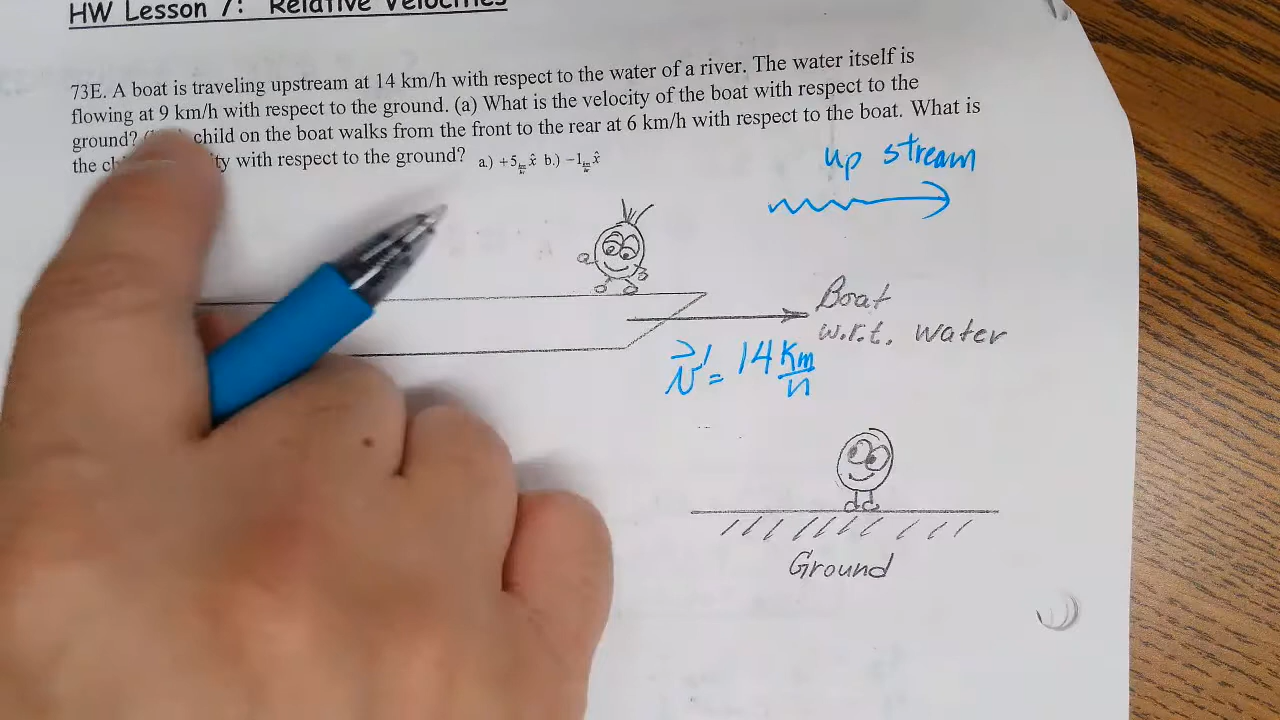 HW Lesson 7: Relative Velocities
73E. A boat is traveling upstream at 14 km/h with respect to the water of a river. The water itself is
flowing at 9 km/h with respect to the ground. (a) What is the velocity of the boat with respect to the
ground? child on the boat walks from the front to the rear at 6 km/h with respect to the boat. What is
the with respect to the ground? a.) +5 km/hr x̂ b.) −1 km/hr x̂
up stream
Boat
w.r.t. water
v⃗' = 14 Km/h
Ground